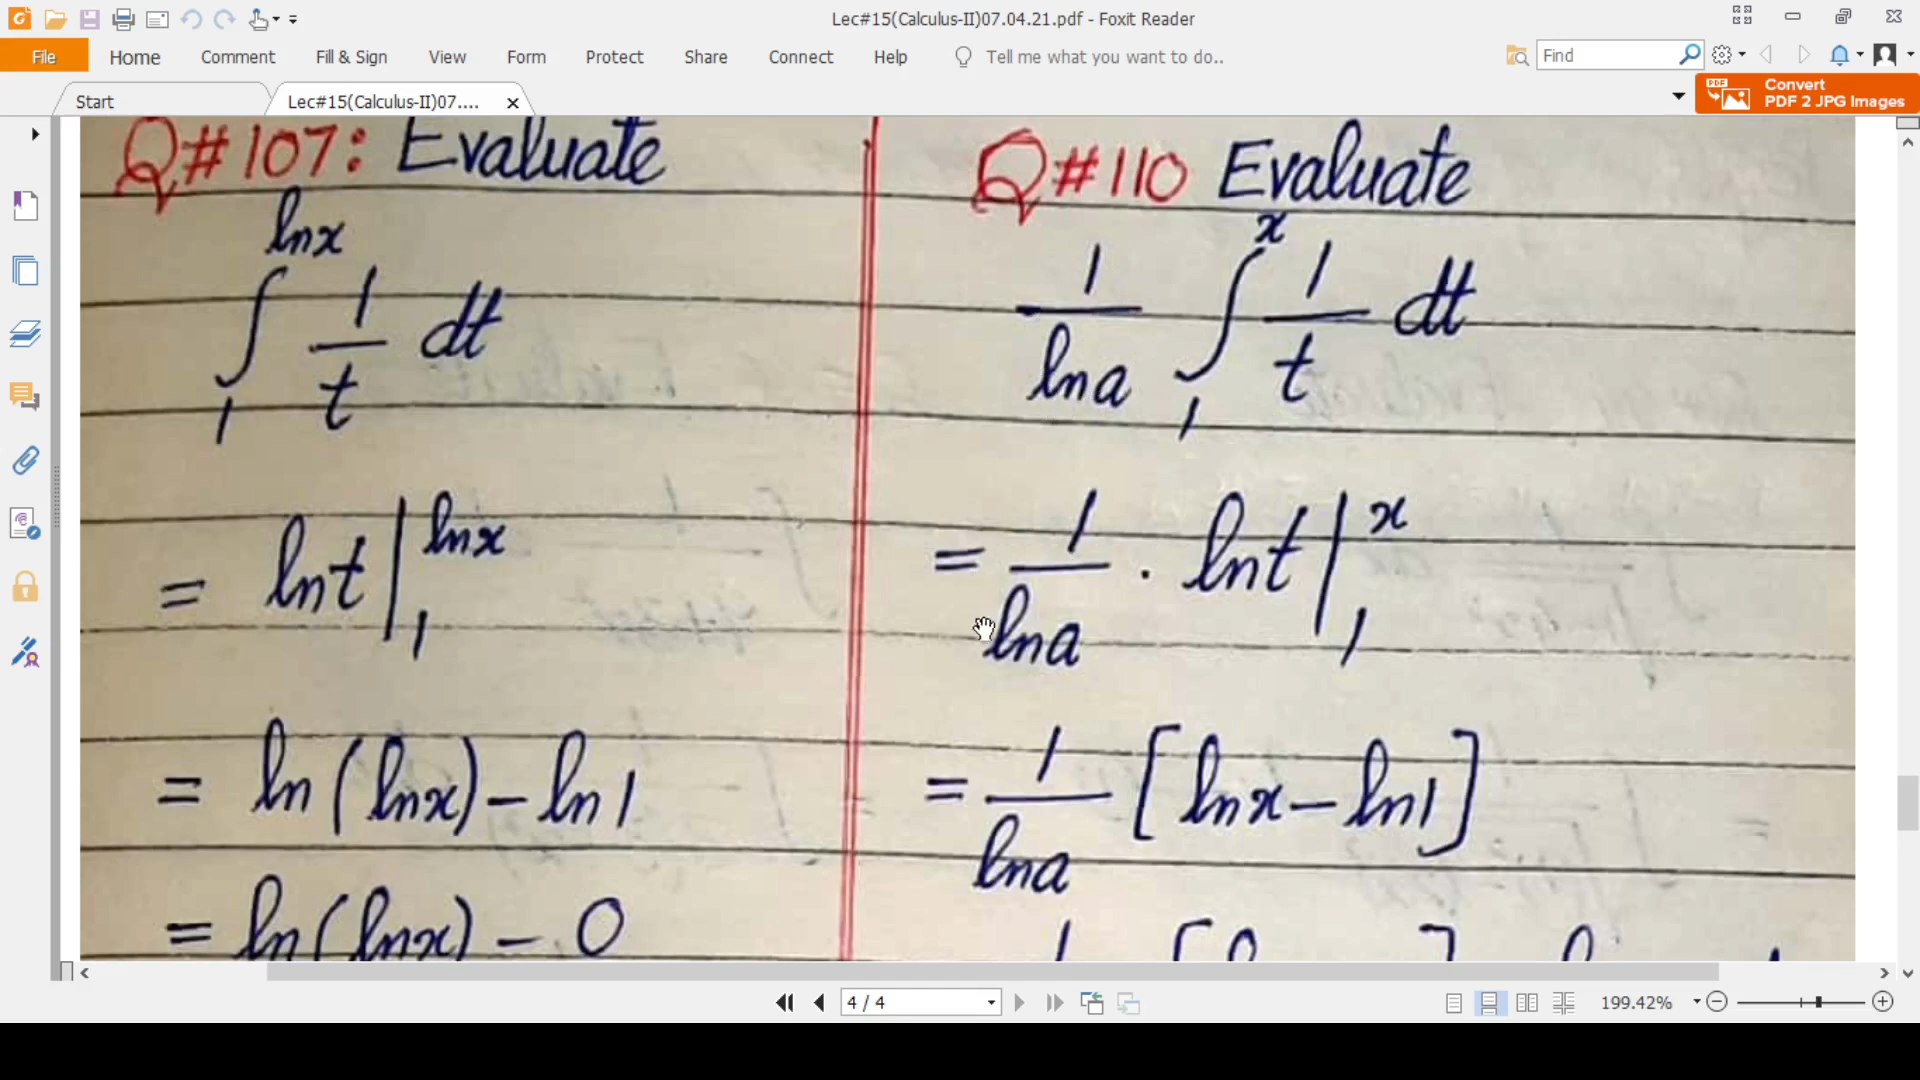 Lec#15(Calculus-II)07.04.21.pdf - Foxit Reader
File Home Comment Fill & Sign View Form Protect Share Connect Help Tell me what you want to do.. Find
Start Lec#15(Calculus-II)07....
Convert
PDF 2 JPG Images
Q#107: Evaluate
∫₁^{lnx} 1/t dt
= lnt |₁^{lnx}
= ln(lnx) - ln1
= ln(lnx) - 0
Q#110 Evaluate
1/lna ∫₁^{x} 1/t dt
= 1/lna . lnt |₁^{x}
= 1/lna [lnx - ln1]
4 / 4
199.42%